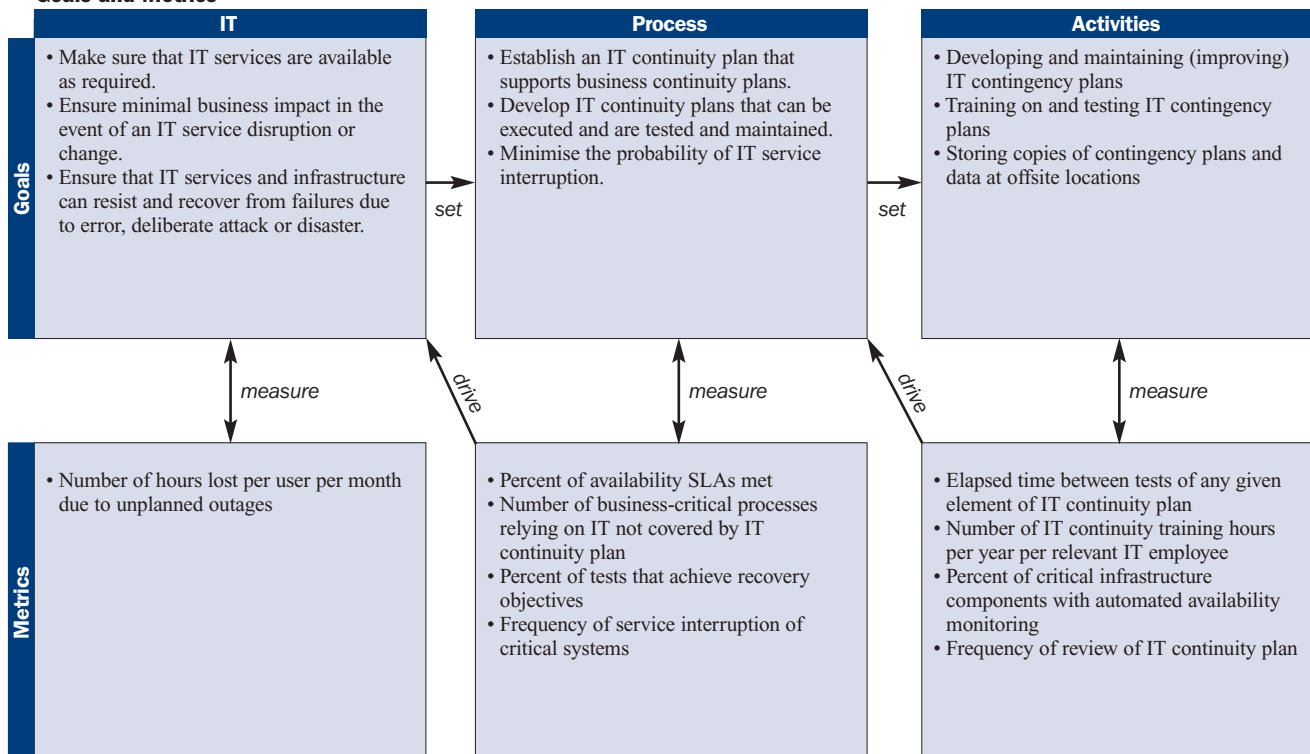 Goals and Metrics
IT
Process
Activities
Goals
• Make sure that IT services are available
as required.
• Ensure minimal business impact in the
event of an IT service disruption or
change.
• Ensure that IT services and infrastructure
can resist and recover from failures due
to error, deliberate attack or disaster.
set
• Establish an IT continuity plan that
supports business continuity plans.
• Develop IT continuity plans that can be
executed and are tested and maintained.
• Minimise the probability of IT service
interruption.
set
• Developing and maintaining (improving)
IT contingency plans
• Training on and testing IT contingency
plans
• Storing copies of contingency plans and
data at offsite locations
measure
drive
measure
drive
measure
Metrics
• Number of hours lost per user per month
due to unplanned outages
• Percent of availability SLAs met
• Number of business-critical processes
relying on IT not covered by IT
continuity plan
• Percent of tests that achieve recovery
objectives
• Frequency of service interruption of
critical systems
• Elapsed time between tests of any given
element of IT continuity plan
• Number of IT continuity training hours
per year per relevant IT employee
• Percent of critical infrastructure
components with automated availability
monitoring
• Frequency of review of IT continuity plan